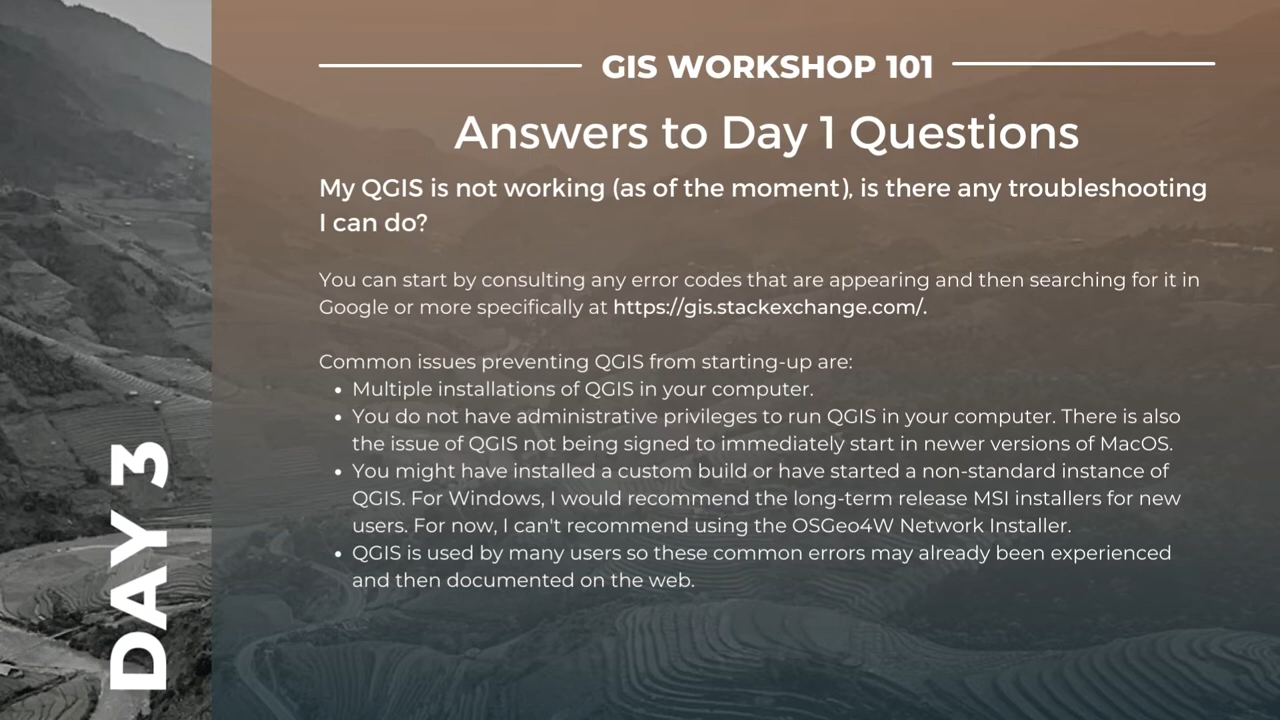 GIS WORKSHOP 101
Answers to Day 1 Questions
My QGIS is not working (as of the moment), is there any troubleshooting
I can do?
You can start by consulting any error codes that are appearing and then searching for it in
Google or more specifically at https://gis.stackexchange.com/.
Common issues preventing QGIS from starting-up are:
• Multiple installations of QGIS in your computer.
• You do not have administrative privileges to run QGIS in your computer. There is also
the issue of QGIS not being signed to immediately start in newer versions of MacOS.
• You might have installed a custom build or have started a non-standard instance of
QGIS. For Windows, I would recommend the long-term release MSI installers for new
users. For now, I can't recommend using the OSGeo4W Network Installer.
• QGIS is used by many users so these common errors may already been experienced
and then documented on the web.
DAY 3